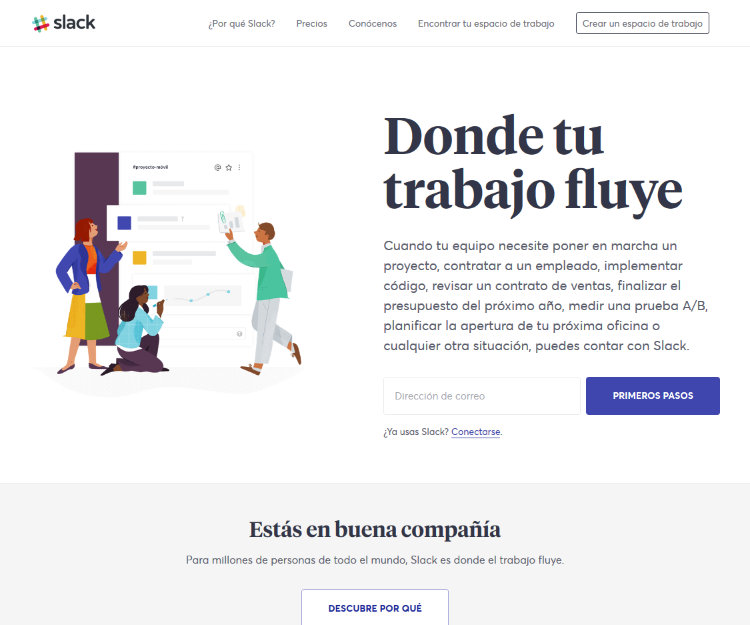 slack
¿Por qué Slack?
Precios
Conócenos
Encontrar tu espacio de trabajo
Crear un espacio de trabajo
#proyecto-móvil
Donde tu
trabajo fluye
Cuando tu equipo necesite poner en marcha un
proyecto, contratar a un empleado, implementar
código, revisar un contrato de ventas, finalizar el
presupuesto del próximo año, medir una prueba A/B,
planificar la apertura de tu próxima oficina o
cualquier otra situación, puedes contar con Slack.
Dirección de correo
PRIMEROS PASOS
¿Ya usas Slack? Conectarse.
Estás en buena compañía
Para millones de personas de todo el mundo, Slack es donde el trabajo fluye.
DESCUBRE POR QUÉ